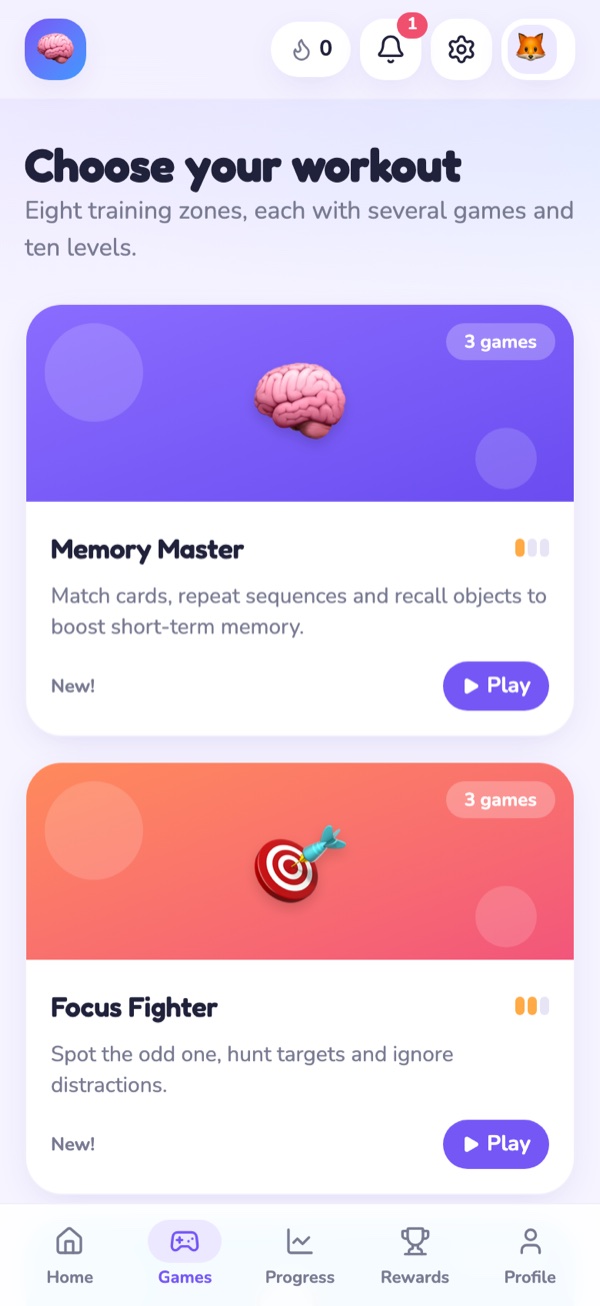 0
1
Choose your workout
Eight training zones, each with several games and
ten levels.
3 games
Memory Master
Match cards, repeat sequences and recall objects to
boost short-term memory.
New!
Play
3 games
Focus Fighter
Spot the odd one, hunt targets and ignore
distractions.
New!
Play
Home
Games
Progress
Rewards
Profile